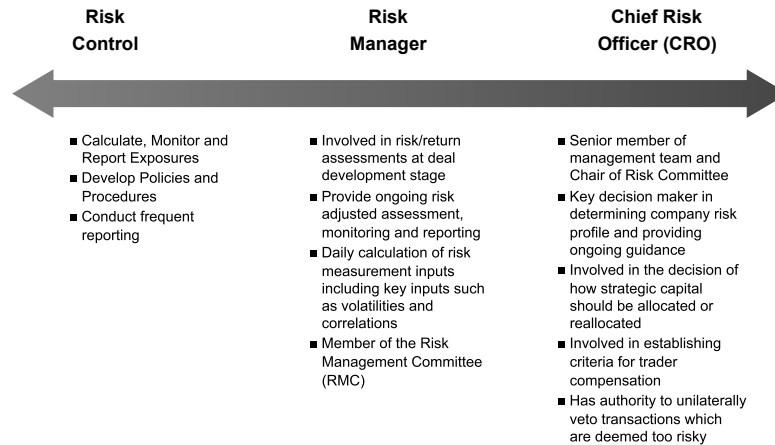 Risk
Control
Risk
Manager
Chief Risk
Officer (CRO)
■ Calculate, Monitor and
Report Exposures
■ Develop Policies and
Procedures
■ Conduct frequent
reporting
■ Involved in risk/return
assessments at deal
development stage
■ Provide ongoing risk
adjusted assessment,
monitoring and reporting
■ Daily calculation of risk
measurement inputs
including key inputs such
as volatilities and
correlations
■ Member of the Risk
Management Committee
(RMC)
■ Senior member of
management team and
Chair of Risk Committee
■ Key decision maker in
determining company risk
profile and providing
ongoing guidance
■ Involved in the decision of
how strategic capital
should be allocated or
reallocated
■ Involved in establishing
criteria for trader
compensation
■ Has authority to unilaterally
veto transactions which
are deemed too risky